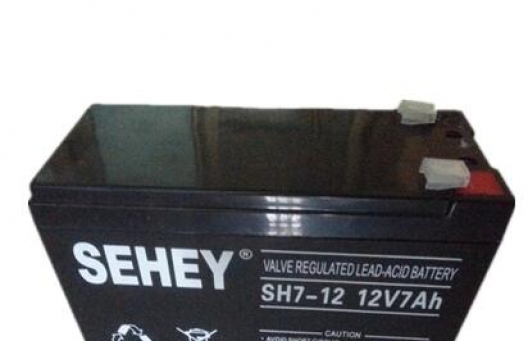 SEHEY®
VALVE REGULATED LEAD-ACID BATTERY
SH7-12 12V7Ah
CAUTION